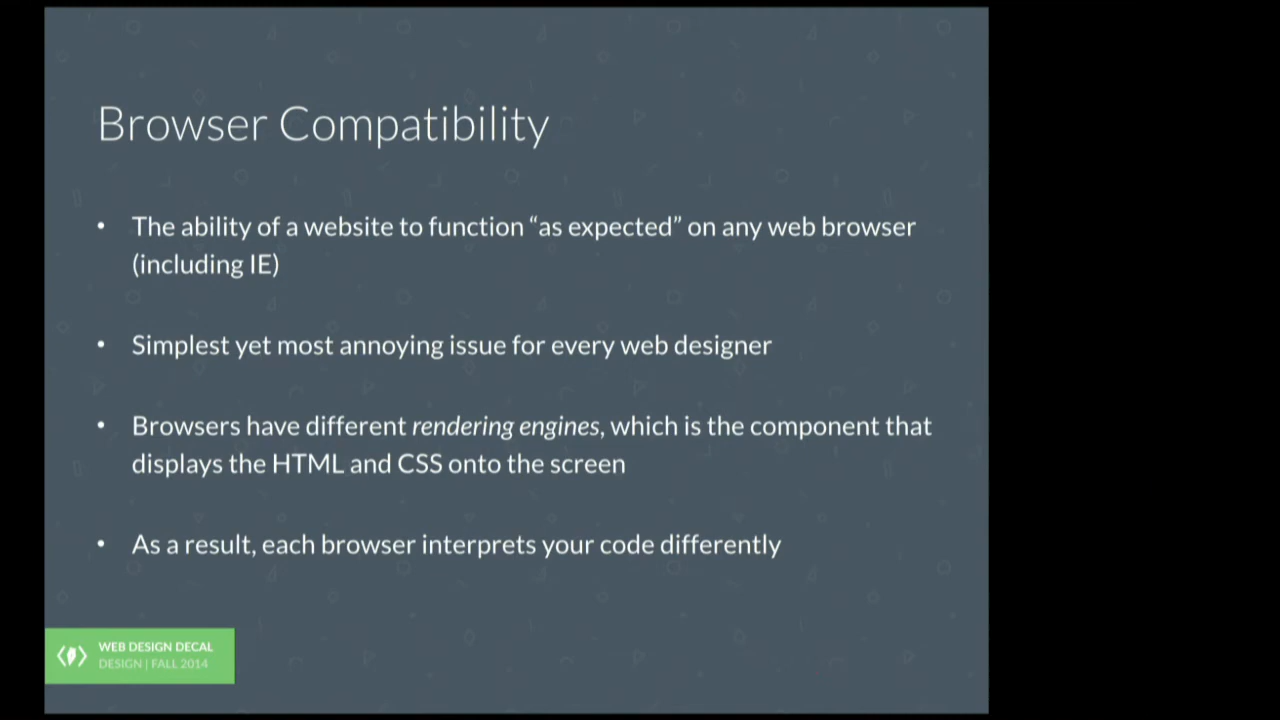 Browser Compatibility
• The ability of a website to function “as expected” on any web browser
(including IE)
• Simplest yet most annoying issue for every web designer
• Browsers have different rendering engines, which is the component that
displays the HTML and CSS onto the screen
• As a result, each browser interprets your code differently
WEB DESIGN DECAL
DESIGN | FALL 2014